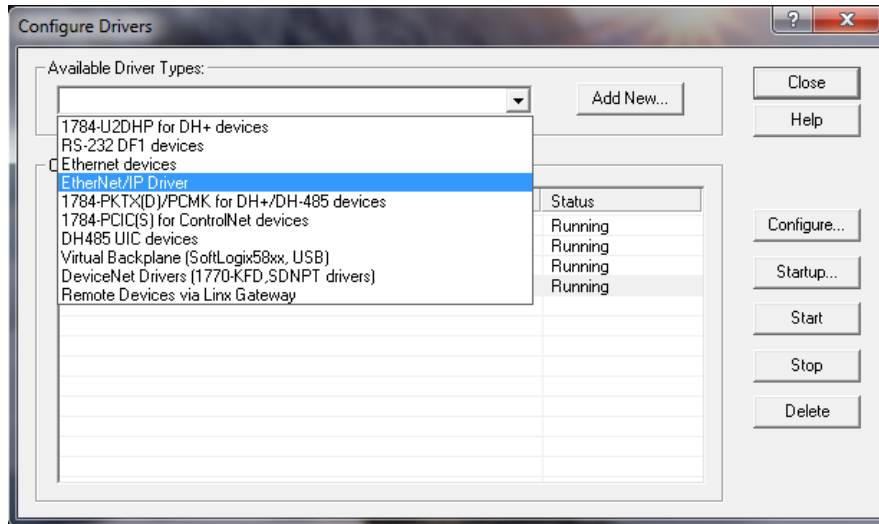 Configure Drivers
Available Driver Types:
Add New...
Close
Help
1784-U2DHP for DH+ devices
RS-232 DF1 devices
Ethernet devices
EtherNet/IP Driver
1784-PKTX(D)/PCMK for DH+/DH-485 devices
1784-PCIC(S) for ControlNet devices
DH485 UIC devices
Virtual Backplane (SoftLogix58xx, USB)
DeviceNet Drivers (1770-KFD,SDNPT drivers)
Remote Devices via Linx Gateway
Status
Running
Running
Running
Running
Configure...
Startup...
Start
Stop
Delete